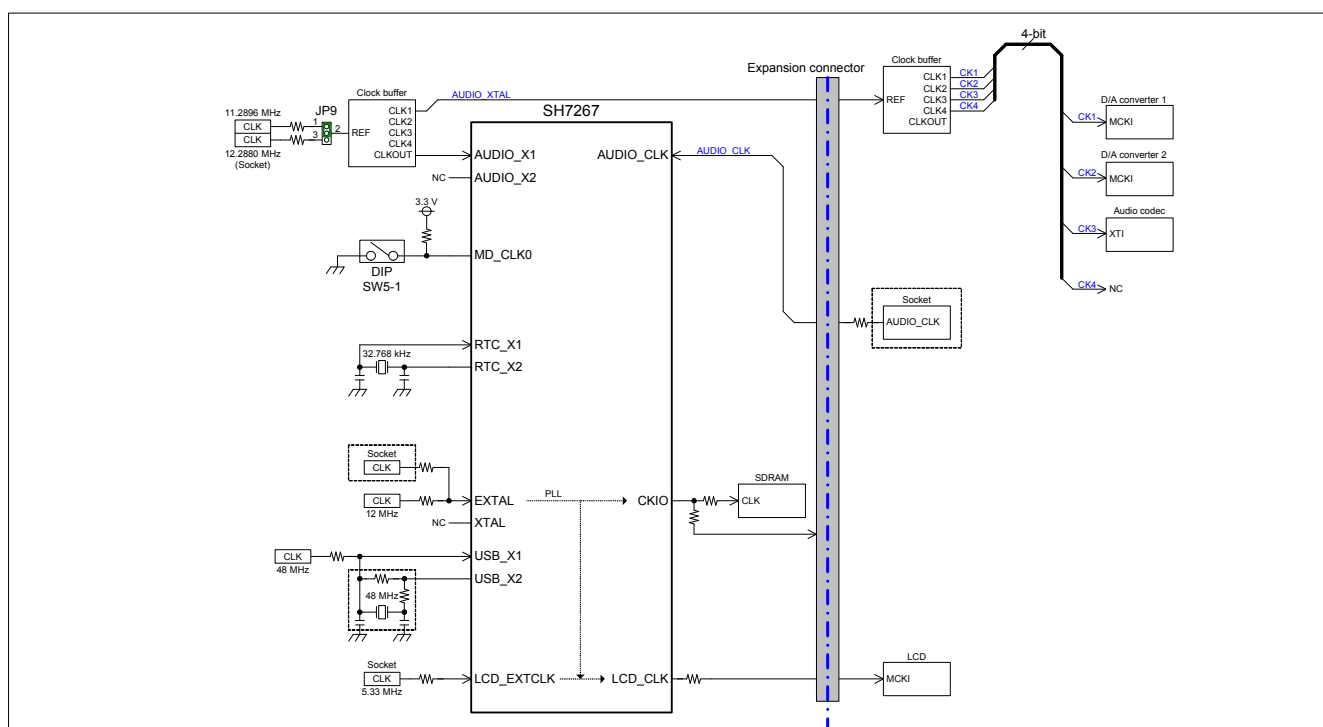 4-bit
Clock buffer
CLK1
CLK2
CLK3
CLK4
CLKOUT
REF
CK1
CK2
CK3
CK4
Expansion connector
Clock buffer
CLK1
CLK2
CLK3
CLK4
CLKOUT
REF
AUDIO_XTAL
11.2896 MHz
CLK
CLK
12.2880 MHz
(Socket)
JP9
1
2
3
SH7267
D/A converter 1
CK1
MCKI
D/A converter 2
CK2
MCKI
Audio codec
CK3
XTI
CK4
NC
AUDIO_X1
AUDIO_CLK
AUDIO_CLK
NC
AUDIO_X2
3.3 V
MD_CLK0
DIP
SW5-1
Socket
AUDIO_CLK
RTC_X1
32.768 kHz
RTC_X2
Socket
CLK
CLK
12 MHz
EXTAL
PLL
CKIO
SDRAM
CLK
NC
XTAL
CLK
48 MHz
USB_X1
USB_X2
48 MHz
Socket
CLK
5.33 MHz
LCD_EXTCLK
LCD_CLK
LCD
MCKI